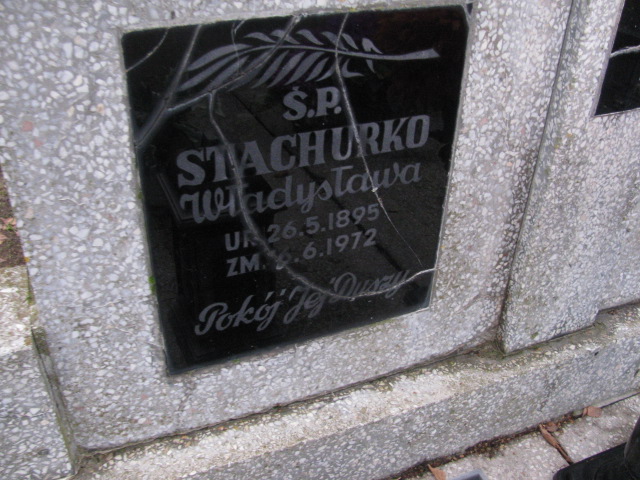 Ś.P.
STACHURKO
Władysława
UR. 26.5.1895
ZM. 6.1972
Pokój Jej Duszy